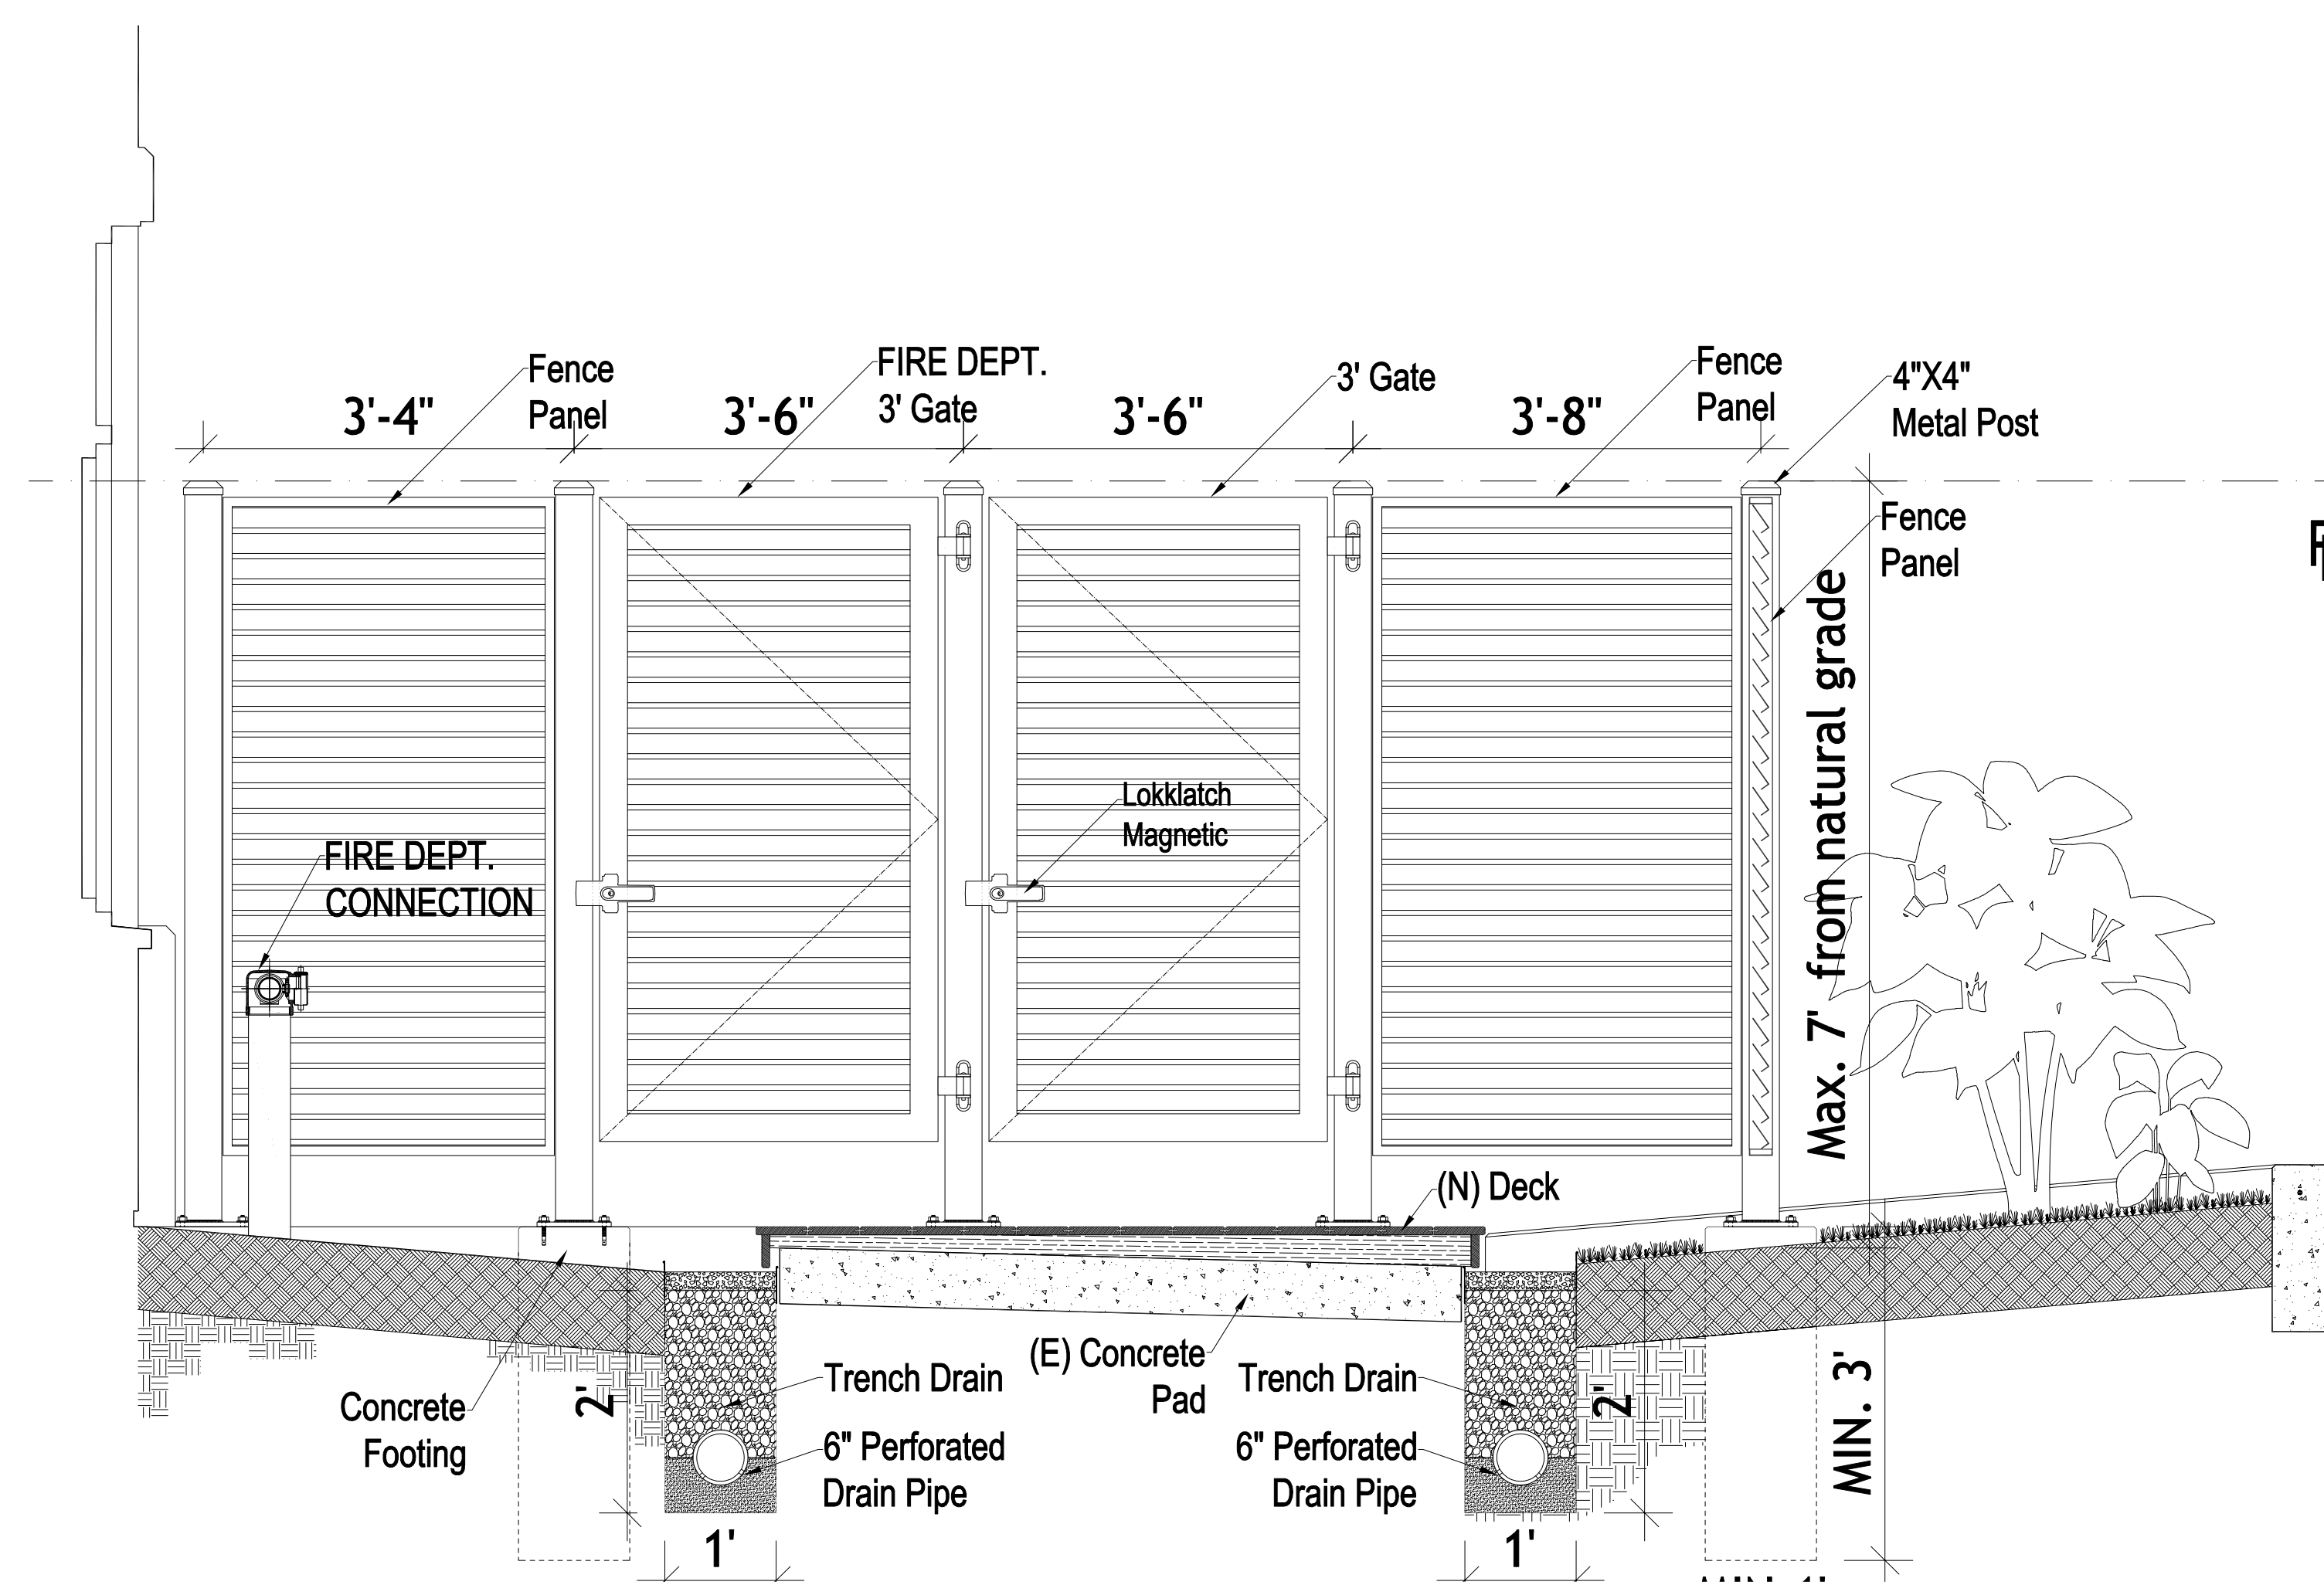 Fence
Panel
FIRE DEPT.
3' Gate
3' Gate
Fence
Panel
4"X4"
Metal Post
3'-4"
3'-6"
3'-6"
3'-8"
Fence
Panel
Max. 7' from natural grade
Lokklatch
Magnetic
FIRE DEPT.
CONNECTION
(N) Deck
(E) Concrete
Pad
Trench Drain
Trench Drain
2'
2'
MIN. 3'
Concrete
Footing
6" Perforated
Drain Pipe
6" Perforated
Drain Pipe
1'
1'
MIN. 1'